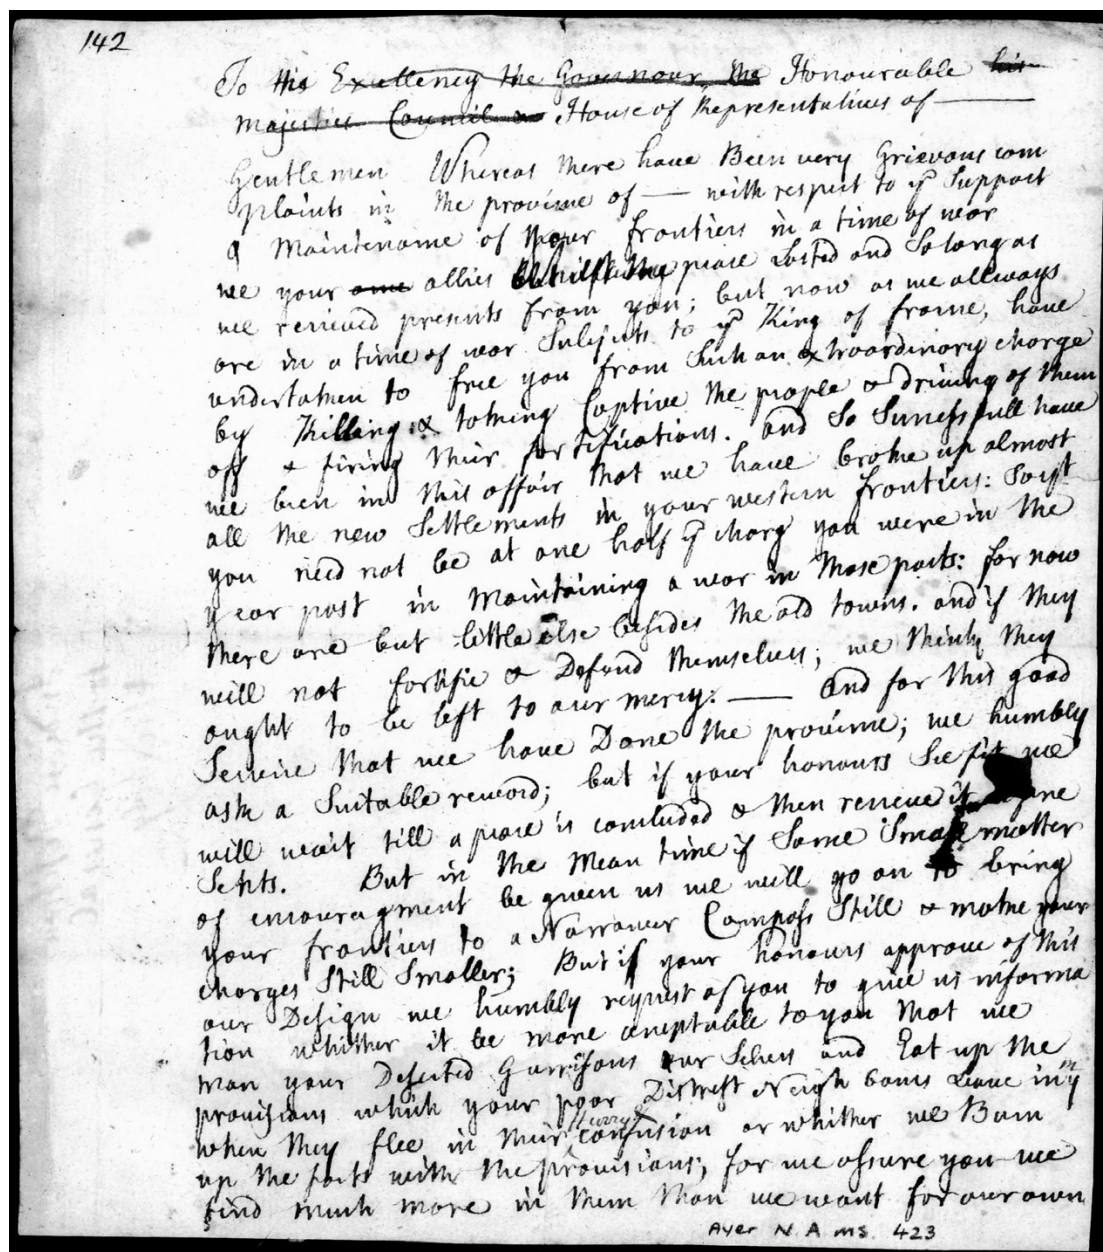 142
To His Excellency the Governour the Honourable his
Majesties Council & House of Representatives of ———
Gentlemen Whereas there have Been very Grievous com
plaints in the province of —— with respect to ye Support
& Maintename of your frontiers in a time of war
we your allies whilst the peace Lasted and So long as
we recieved presents from you; but now as we allways
are in a time of war Subjects to ye King of france, have
undertaken to free you from Such an extraordinary charge
by Killing & taking Captive the people & driving of them
off & firing their fortifications. and So Sucessfull have
we been in this affair that we have broke up almost
all the new Settlements in your western frontiers: So yt
you need not be at one half ye charg you were in the
year past in Maintaining a war in those parts: for now
there are but little Else besides the old towns. and if they
will not fortifie & Defend themselves; we think they
ought to be left to our mercy: —— And for this good
Service that we have Done the province; we humbly
ask a Suitable reword; but if your honours See fit we
will wait till a peace is concluded & then recieve it
Sents. But in the Mean time if Some Small matter
of encouragment be given us we will go on to bring
your frontiers to a Narrower Compass Still & make your
charges Still Smaller; But if your honours approve of this
our Design we humbly request of you to give us informa
tion whither it be more acceptable to you that we
man your Deserted Garrisons our Selves and Eat up the
provisions which your poor Distrest Neighbours Leave in ym
when they flee in their Hurry & confusion or whither we Burn
up the forts with the provisions; for we assure you we
find much more in them than we want for our own
Ayer N. A ms. 423